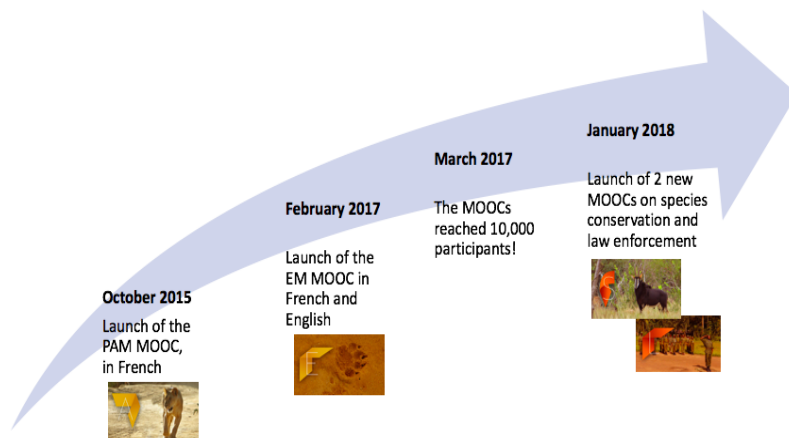 October 2015
Launch of the
PAM MOOC,
in French
February 2017
Launch of the
EM MOOC in
French and
English
March 2017
The MOOCs
reached 10,000
participants!
January 2018
Launch of 2 new
MOOCs on species
conservation and
law enforcement